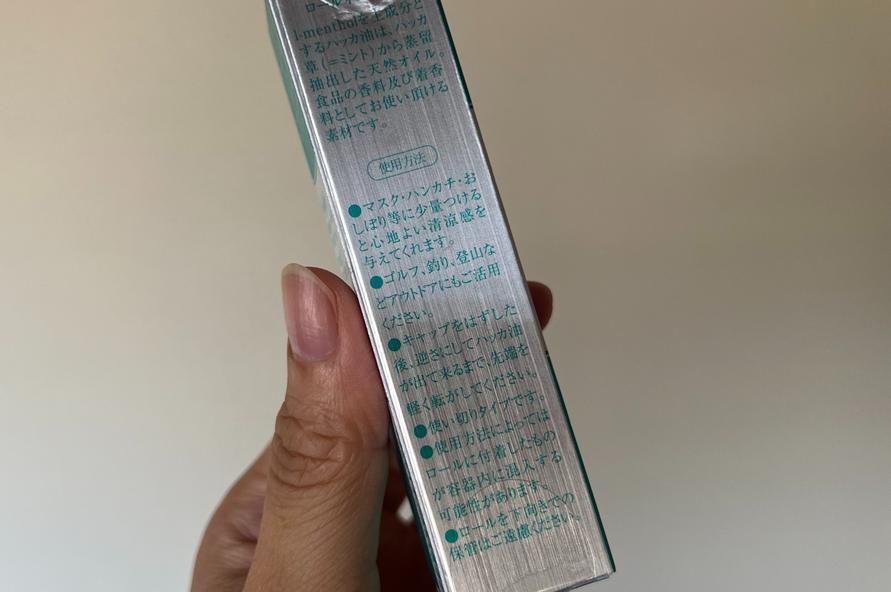 ロール
l-mentholを主成分と
するハッカ油は、ハッカ
草(=ミント)から蒸留
抽出した天然オイル。
食品の香料及び着香
料としてお使い頂ける
素材です。
使用方法
●マスク・ハンカチ・お
しぼり等に少量つける
と心地よい清涼感を
与えてくれます。
●ゴルフ、釣り、登山な
どアウトドアにもご活用
ください。
●キャップをはずした
後、逆さにしてハッカ油
が出て来るまで、先端を
軽く転がしてください。
●使い切りタイプです。
●使用方法によっては
ロールに付着したもの
が容器内に混入する
可能性があります。
●ロールを下向きでの
保管はご遠慮ください。